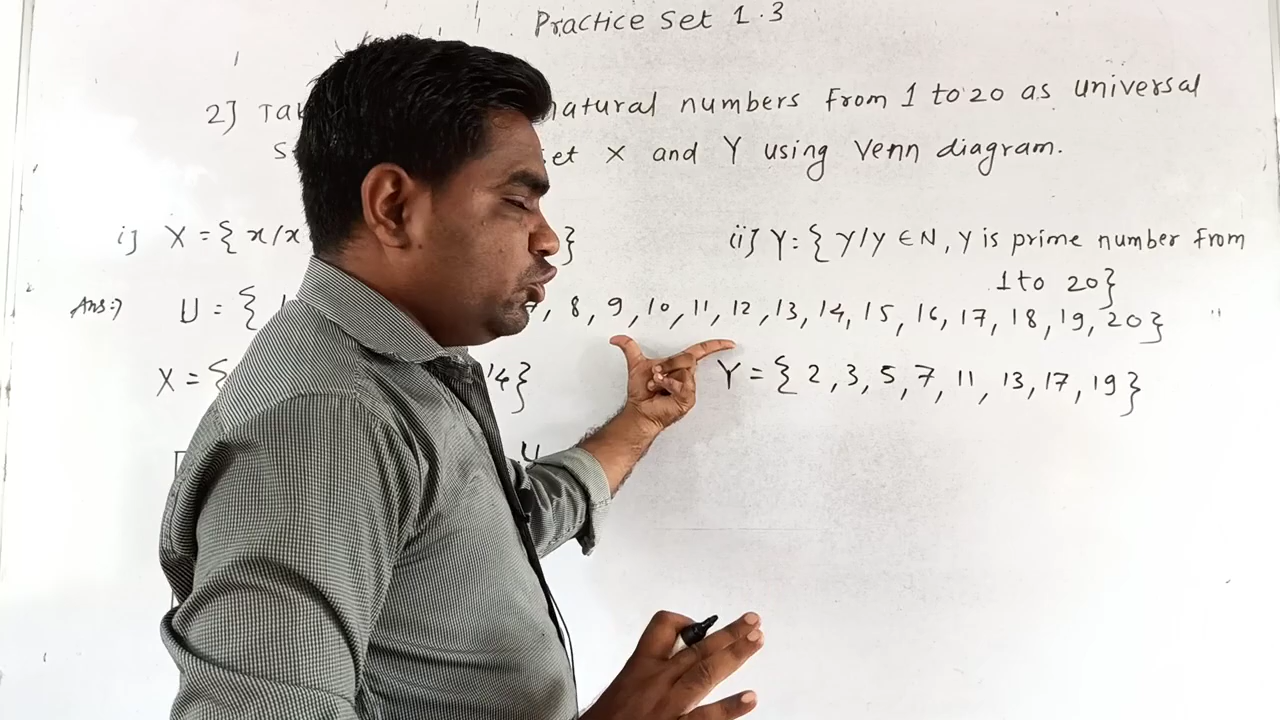 Practice Set 1.3
2] natural numbers from 1 to 20 as universal
X and Y using Venn diagram.
i] X = { x/x } (ii] Y = { Y/Y ∈ N, Y is prime number from
1 to 20}
Ans:→ U = { 8, 9, 10, 11, 12, 13, 14, 15, 16, 17, 18, 19, 20} "
X = { 14} Y = { 2, 3, 5, 7, 11, 13, 17, 19}
U